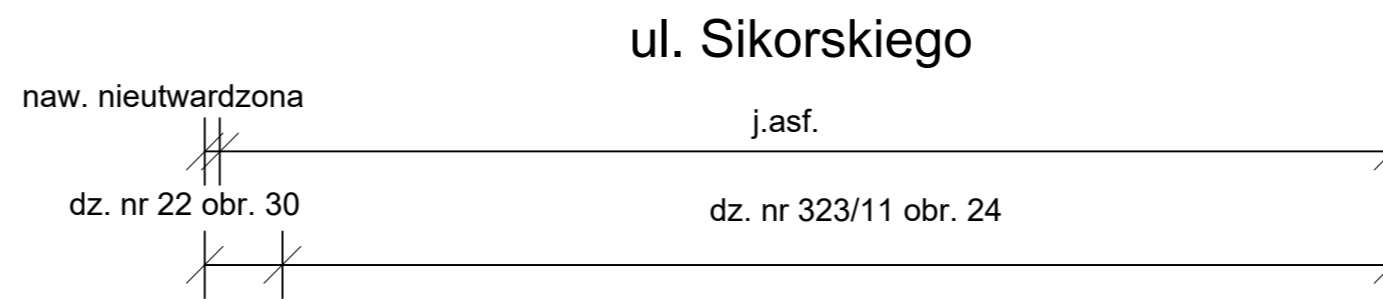 ul. Sikorskiego
naw. nieutwardzona
j.asf.
dz. nr 22 obr. 30
dz. nr 323/11 obr. 24